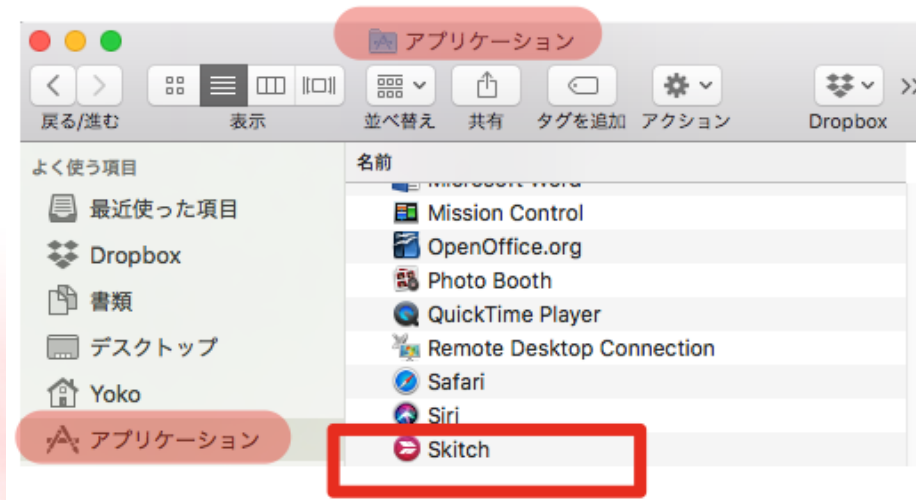 アプリケーション
戻る/進む 表示 並べ替え 共有 タグを追加 アクション Dropbox
よく使う項目
最近使った項目
Dropbox
書類
デスクトップ
Yoko
アプリケーション
名前
Microsoft Word
Mission Control
OpenOffice.org
Photo Booth
QuickTime Player
Remote Desktop Connection
Safari
Siri
Skitch